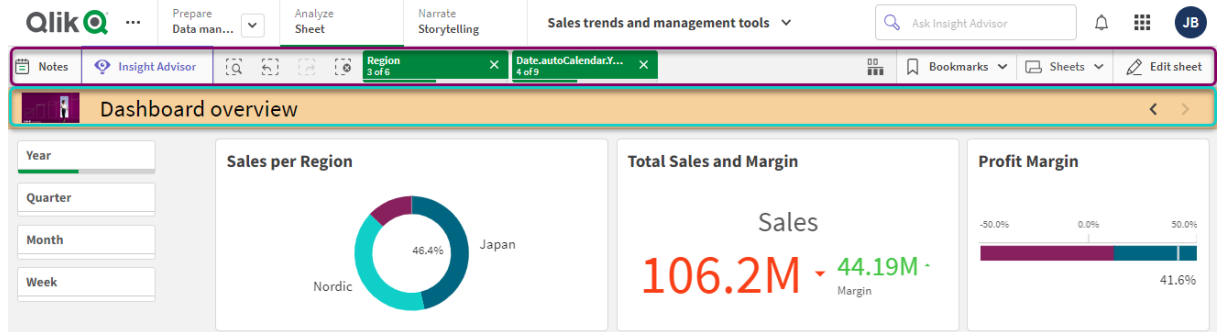 Qlik
Prepare
Data man...
Analyze
Sheet
Narrate
Storytelling
Sales trends and management tools
Ask Insight Advisor
JB
Notes
Insight Advisor
Region
3 of 6
Date.autoCalendar.Y...
4 of 9
Bookmarks
Sheets
Edit sheet
Dashboard overview
Year
Quarter
Month
Week
Sales per Region
46.4%
Japan
Nordic
Total Sales and Margin
Sales
106.2M
44.19M
Margin
Profit Margin
-50.0% 0.0% 50.0%
41.6%